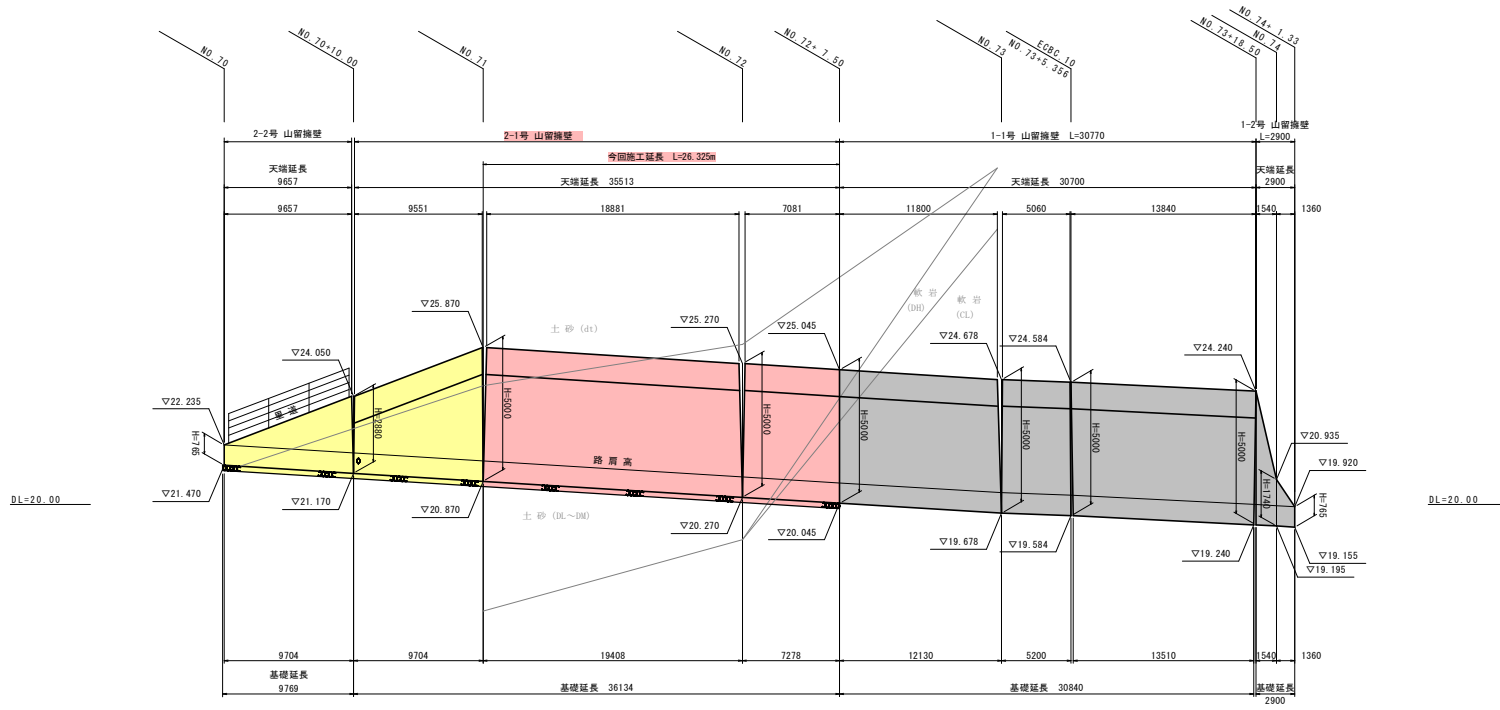 NO.70
NO.70+10.00
NO.71
NO.72
NO.72+ 7.50
NO.73
ECBC.10
NO.73+5.356
NO.73+18.50
NO.74
NO.74+ 1.33
2-2号 山留擁壁
2-1号 山留擁壁
1-1号 山留擁壁 L=30770
1-2号 山留擁壁
L=2900
今回施工延長 L=26.325m
天端延長
9657
天端延長 35513
天端延長 30700
天端延長
2900
9657
9551
18881
7081
11800
5060
13840
1540
1360
▽25.870
土 砂 (dt)
▽25.270
▽25.045
軟 岩
(DH)
軟 岩
(CL)
▽24.678
▽24.584
▽24.240
▽24.050
▽22.235
H=765
H=2880
H=5000
H=5000
H=5000
H=5000
H=5000
H=5000
H=1740
H=765
路 肩 高
▽20.935
▽19.920
DL=20.00
DL=20.00
▽21.470
▽21.170
▽20.870
土 砂 (DL～DM)
▽20.270
▽20.045
▽19.678
▽19.584
▽19.240
▽19.155
▽19.195
9704
9704
19408
7278
12130
5200
13510
1540
1360
基礎延長
9769
基礎延長 36134
基礎延長 30840
基礎延長
2900